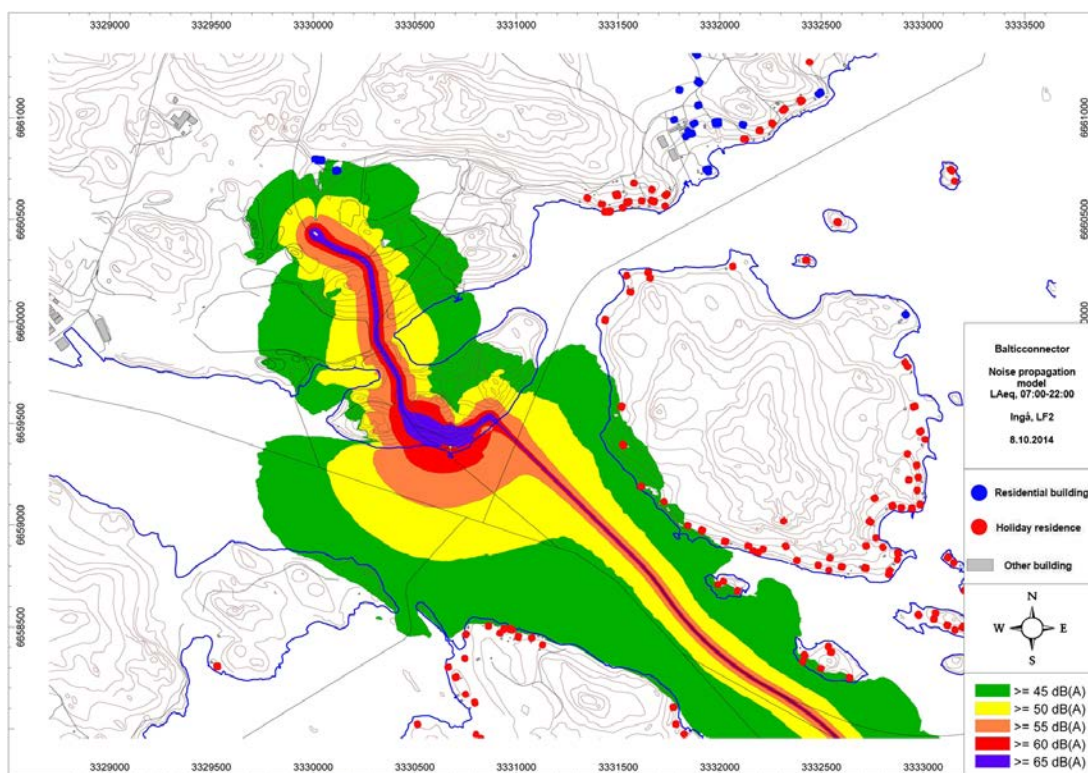 3329000 3329500 3330000 3330500 3331000 3331500 3332000 3332500 3333000 3333500
6661000
6660500
6660000
6659500
6659000
6658500
6658000
6661000
6660500
Balticconnector
Noise propagation
model
LAeq, 07:00-22:00
Ingå, LF2
8.10.2014
Residential building
Holiday residence
Other building
N
W E
S
>= 45 dB(A)
>= 50 dB(A)
>= 55 dB(A)
>= 60 dB(A)
>= 65 dB(A)
3329000 3329500 3330000 3330500 3331000 3331500 3332000 3332500 3333000 3333500